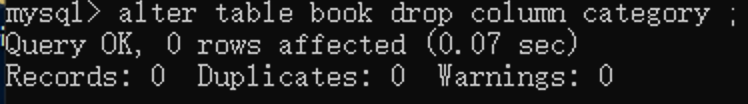 mysql> alter table book drop column category ;
Query OK, 0 rows affected (0.07 sec)
Records: 0  Duplicates: 0  Warnings: 0